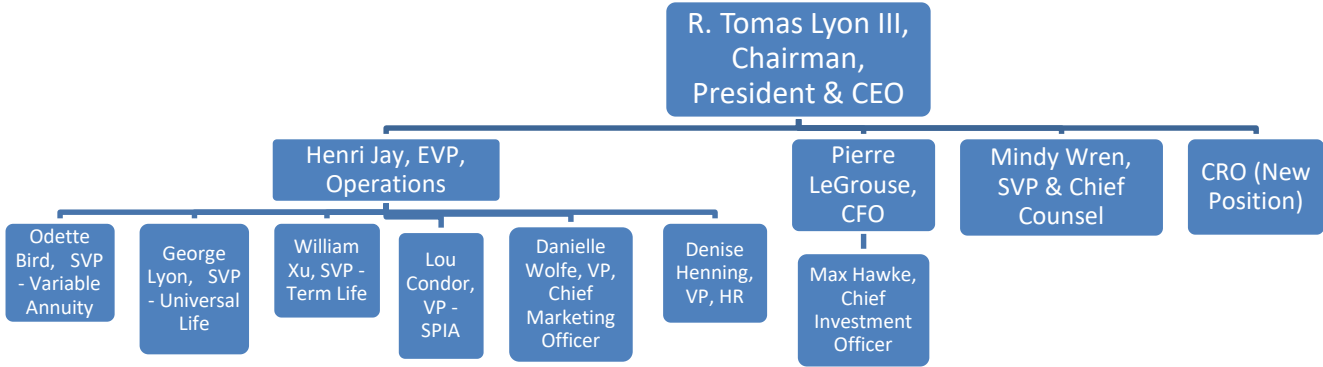 R. Tomas Lyon III,
Chairman,
President & CEO
Henri Jay, EVP,
Operations
Pierre
LeGrouse,
CFO
Mindy Wren,
SVP & Chief
Counsel
CRO (New
Position)
Odette
Bird, SVP
- Variable
Annuity
George
Lyon, SVP
- Universal
Life
William
Xu, SVP -
Term Life
Lou
Condor,
VP -
SPIA
Danielle
Wolfe, VP,
Chief
Marketing
Officer
Denise
Henning,
VP, HR
Max Hawke,
Chief
Investment
Officer